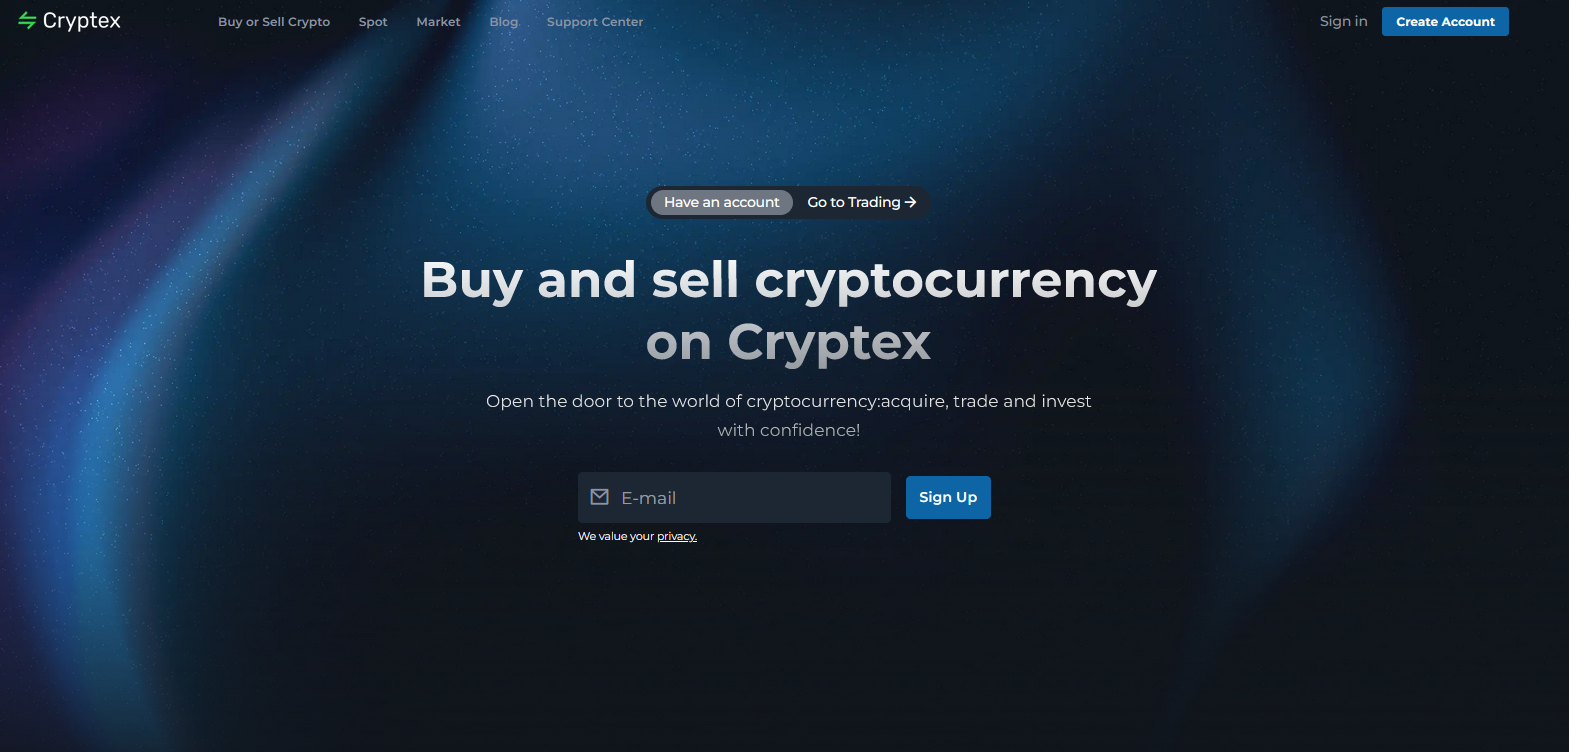 Cryptex
Buy or Sell Crypto Spot Market Blog Support Center
Sign in Create Account
Have an account Go to Trading →
Buy and sell cryptocurrency
on Cryptex
Open the door to the world of cryptocurrency:acquire, trade and invest
with confidence!
E-mail
Sign Up
We value your privacy.